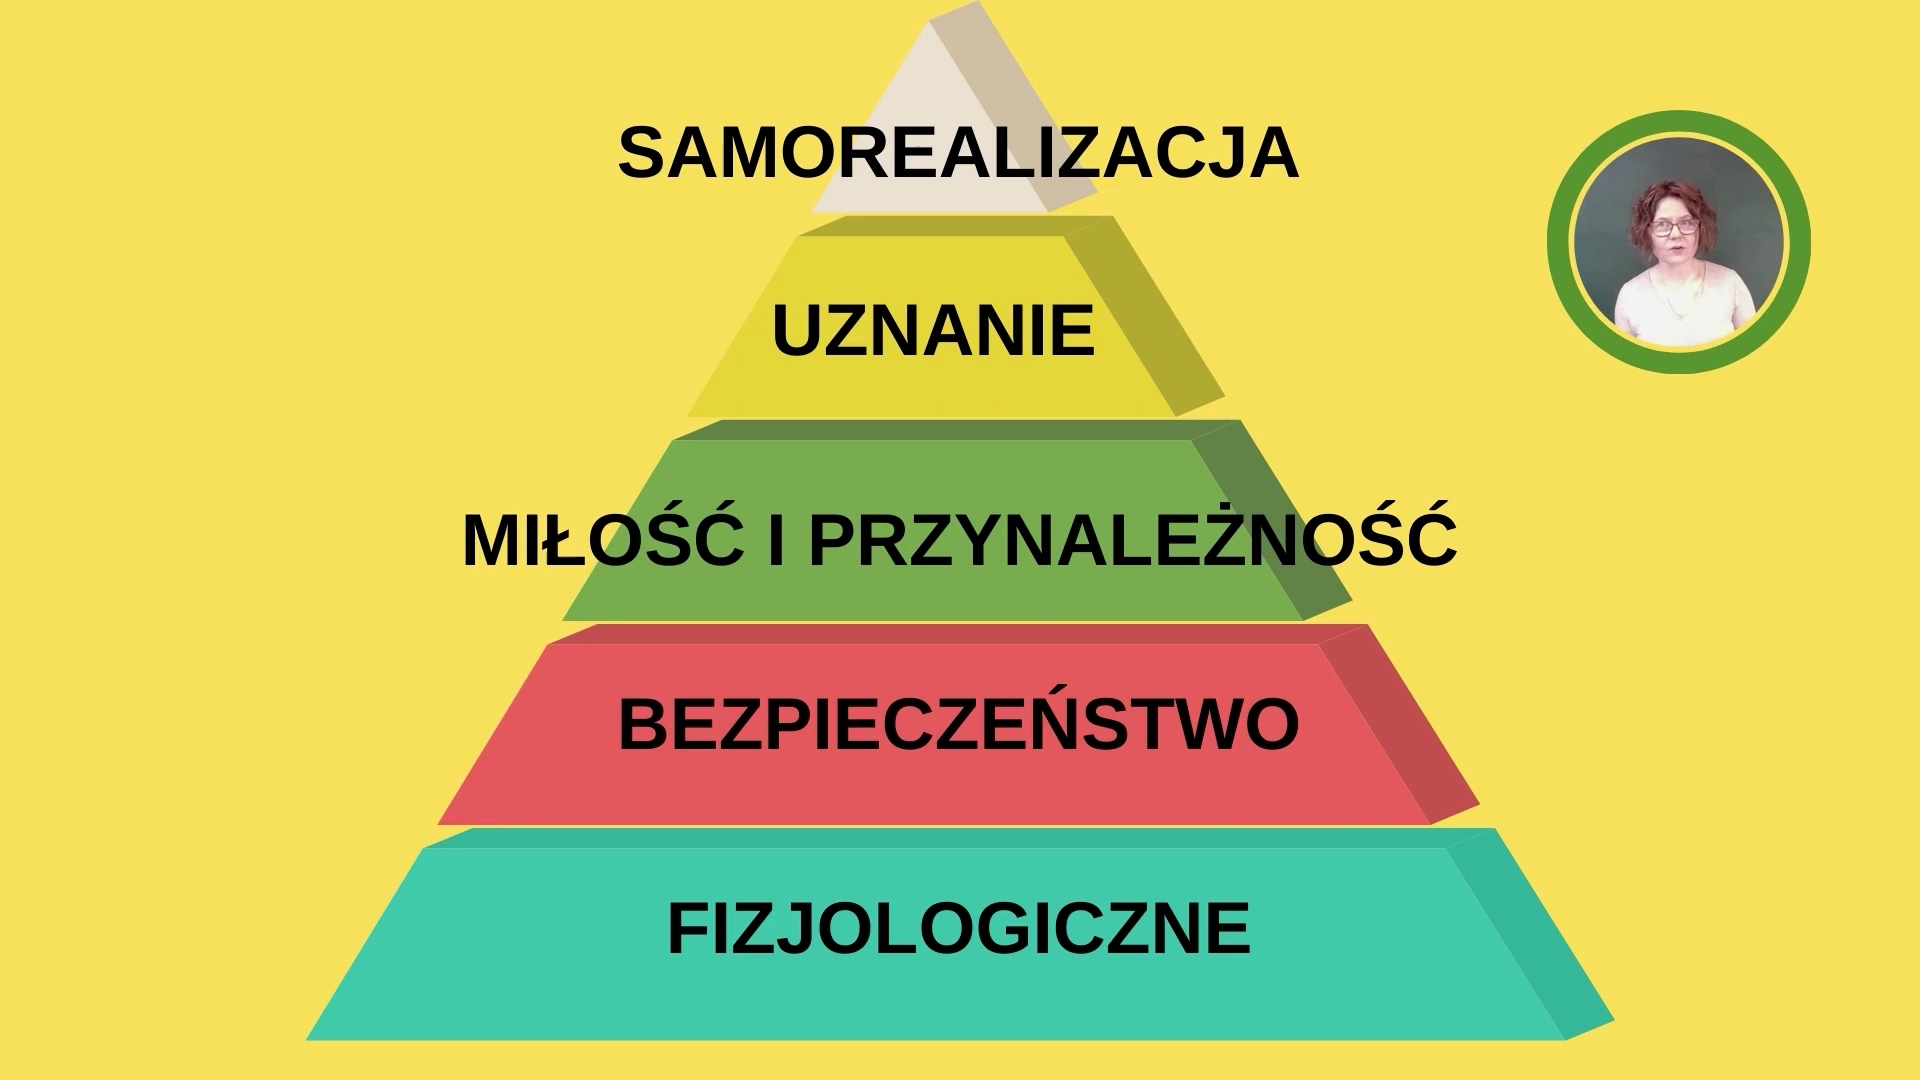 SAMOREALIZACJA
UZNANIE
MIŁOŚĆ I PRZYNALEŻNOŚĆ
BEZPIECZEŃSTWO
FIZJOLOGICZNE